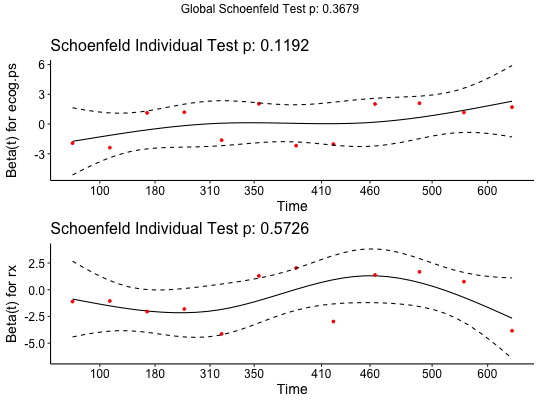 Global Schoenfeld Test p: 0.3679
Schoenfeld Individual Test p: 0.1192
Beta(t) for ecog.ps
6
3
0
-3
100 180 310 350 410 460 500 600
Time
Schoenfeld Individual Test p: 0.5726
Beta(t) for rx
2.5
0.0
-2.5
-5.0
100 180 310 350 410 460 500 600
Time